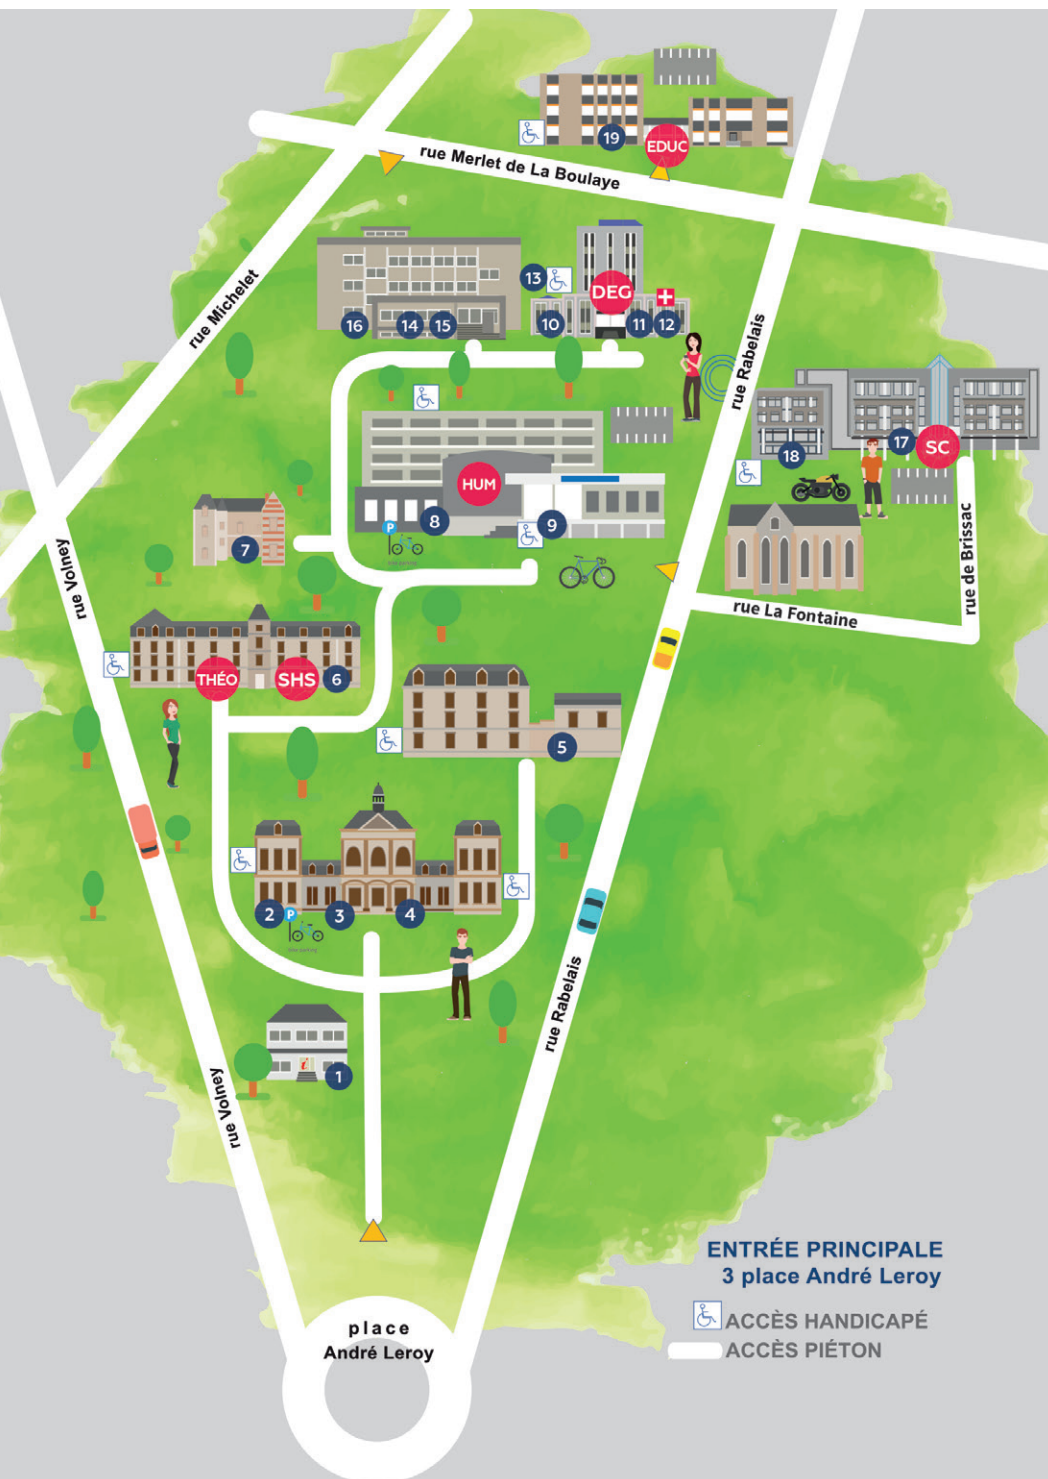 19
EDUC
rue Merlet de La Boulaye
rue Michelet
13
DEG
16
14
15
10
11
12
rue Rabelais
17
SC
18
HUM
8
9
P
7
rue Volney
rue de Brissac
rue La Fontaine
THÉO
SHS
6
5
2
P
3
4
rue Rabelais
i
1
rue Volney
ENTRÉE PRINCIPALE
3 place André Leroy
ACCÈS HANDICAPÉ
ACCÈS PIÉTON
place
André Leroy